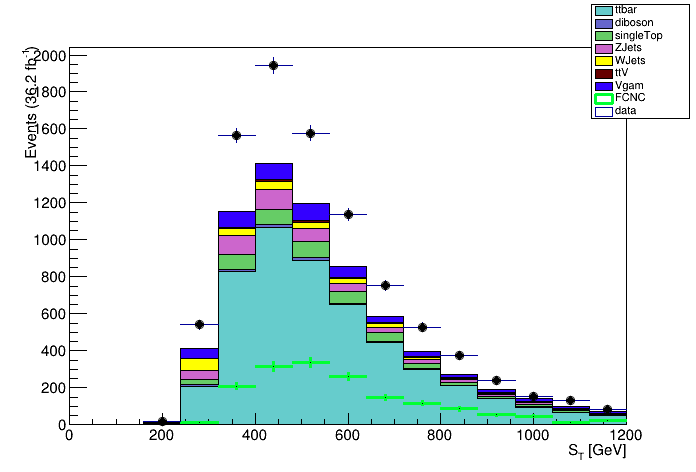 ttbar
diboson
singleTop
ZJets
WJets
ttV
Vgam
FCNC
data
Events (36.2 fb⁻¹)
2000
1800
1600
1400
1200
1000
800
600
400
200
0
0 200 400 600 800 1000 1200
S_T [GeV]